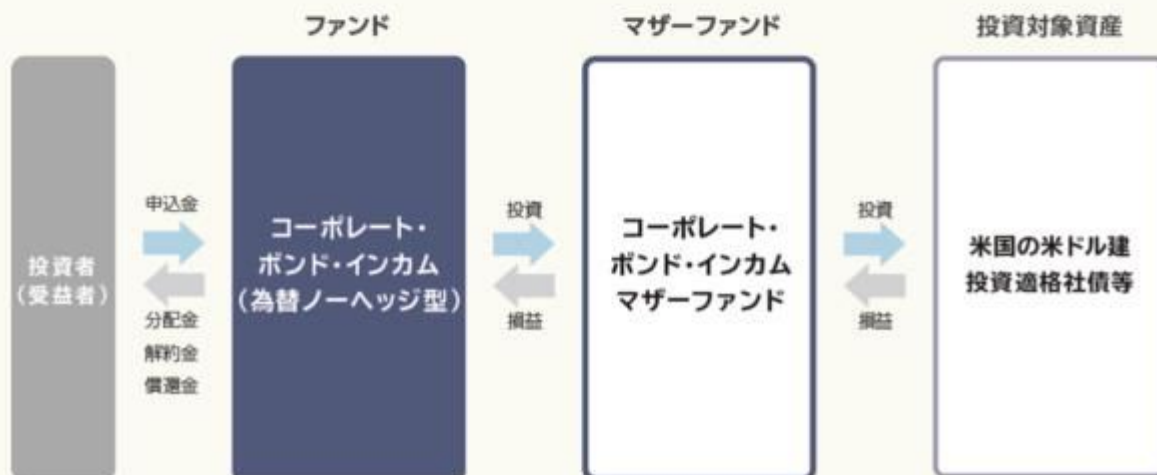 ファンド
マザーファンド
投資対象資産
投資者
（受益者）
申込金
分配金
解約金
償還金
コーポレート・
ボンド・インカム
（為替ノーヘッジ型）
投資
損益
コーポレート・
ボンド・インカム
マザーファンド
投資
損益
米国の米ドル建
投資適格社債等